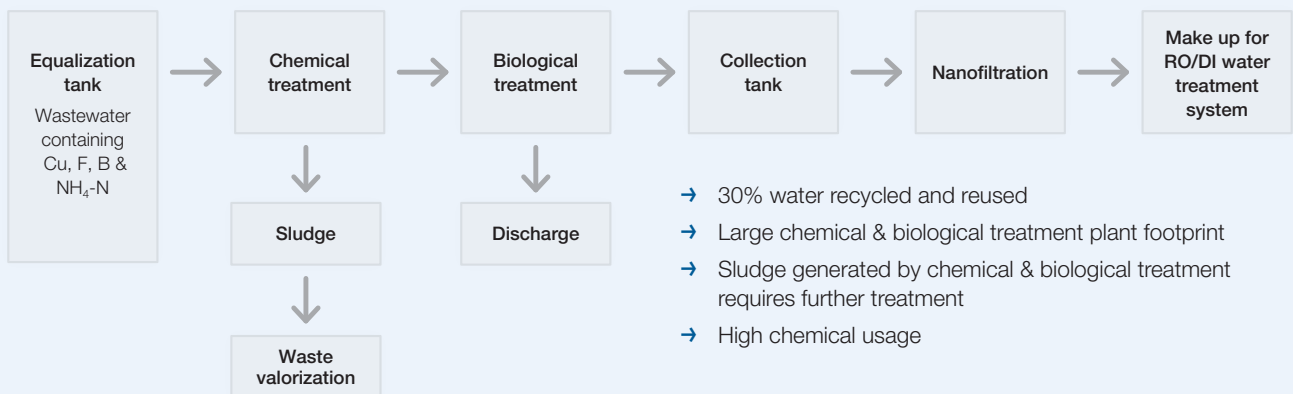 Equalization
tank
Wastewater
containing
Cu, F, B &
NH₄-N
Chemical
treatment
Biological
treatment
Collection
tank
Nanofiltration
Make up for
RO/DI water
treatment
system
Sludge
Discharge
Waste
valorization
→ 30% water recycled and reused
→ Large chemical & biological treatment plant footprint
→ Sludge generated by chemical & biological treatment
requires further treatment
→ High chemical usage